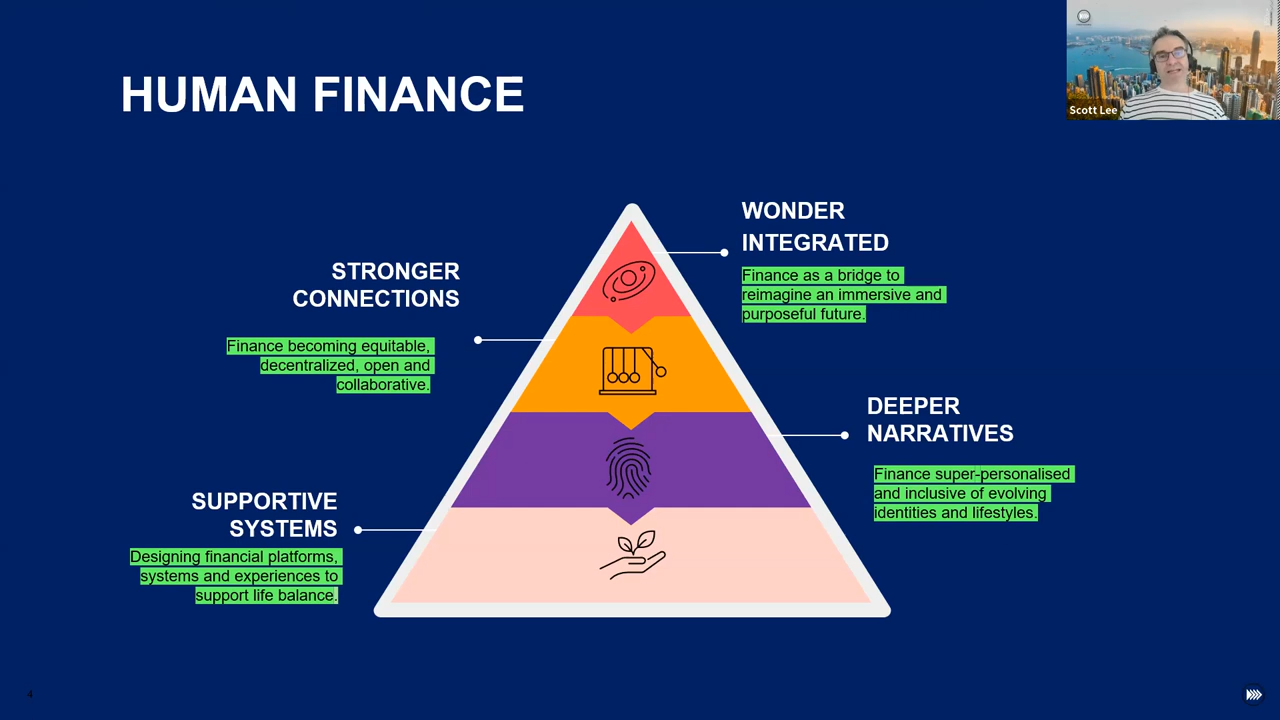 HUMAN FINANCE
Scott Lee
WONDER
INTEGRATED
Finance as a bridge to
reimagine an immersive and
purposeful future.
STRONGER
CONNECTIONS
Finance becoming equitable,
decentralized, open and
collaborative.
DEEPER
NARRATIVES
Finance super-personalised
and inclusive of evolving
identities and lifestyles.
SUPPORTIVE
SYSTEMS
Designing financial platforms,
systems and experiences to
support life balance.
4